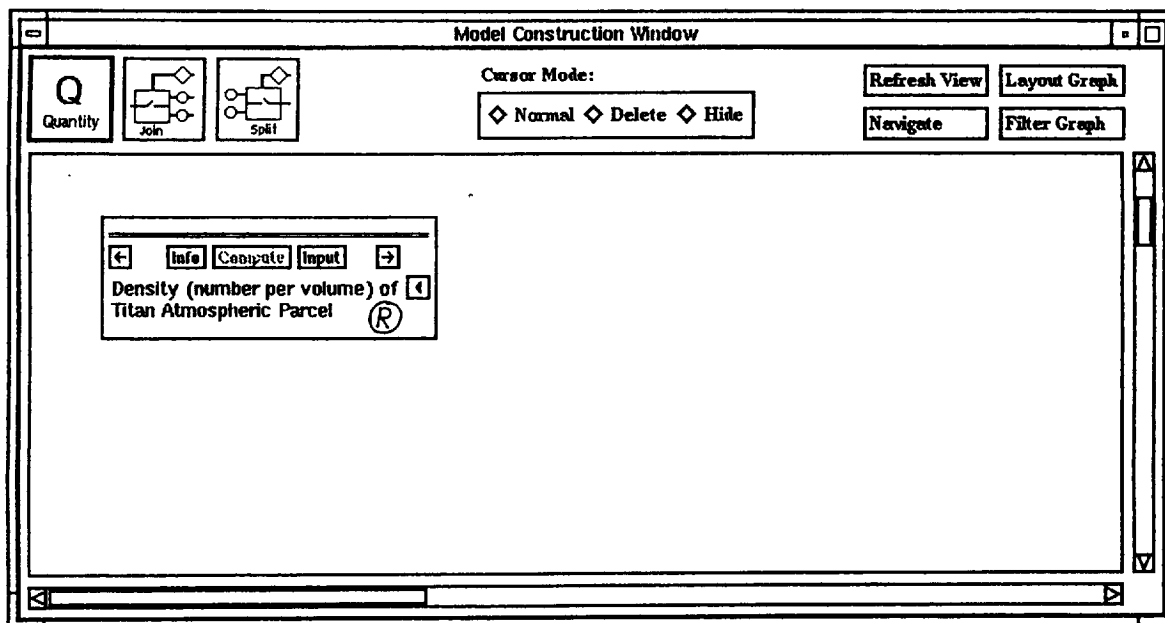 Model Construction Window
Q
Quantity
Join
Split
Cursor Mode:
Normal Delete Hide
Refresh View Layout Graph
Navigate Filter Graph
Info Compute Input
Density (number per volume) of
Titan Atmospheric Parcel
R